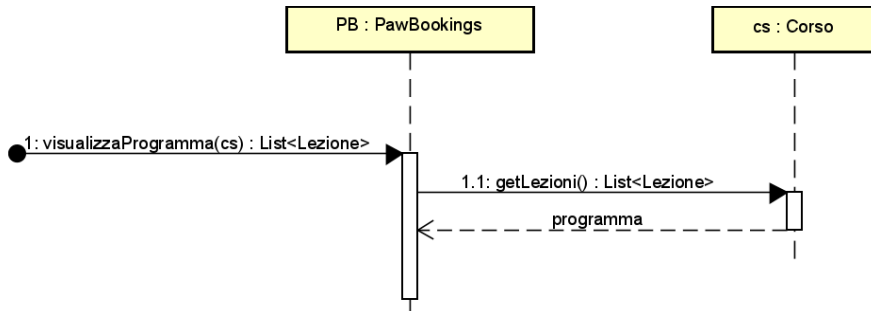 PB : PawBookings
cs : Corso
1: visualizzaProgramma(cs) : List<Lezione>
1.1: getLezioni() : List<Lezione>
programma